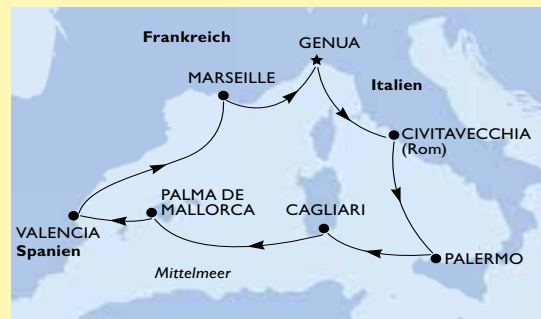 Frankreich
GENUA
MARSEILLE
Italien
CIVITAVECCHIA
(Rom)
PALMA DE
MALLORCA
CAGLIARI
VALENCIA
Spanien
PALERMO
Mittelmeer